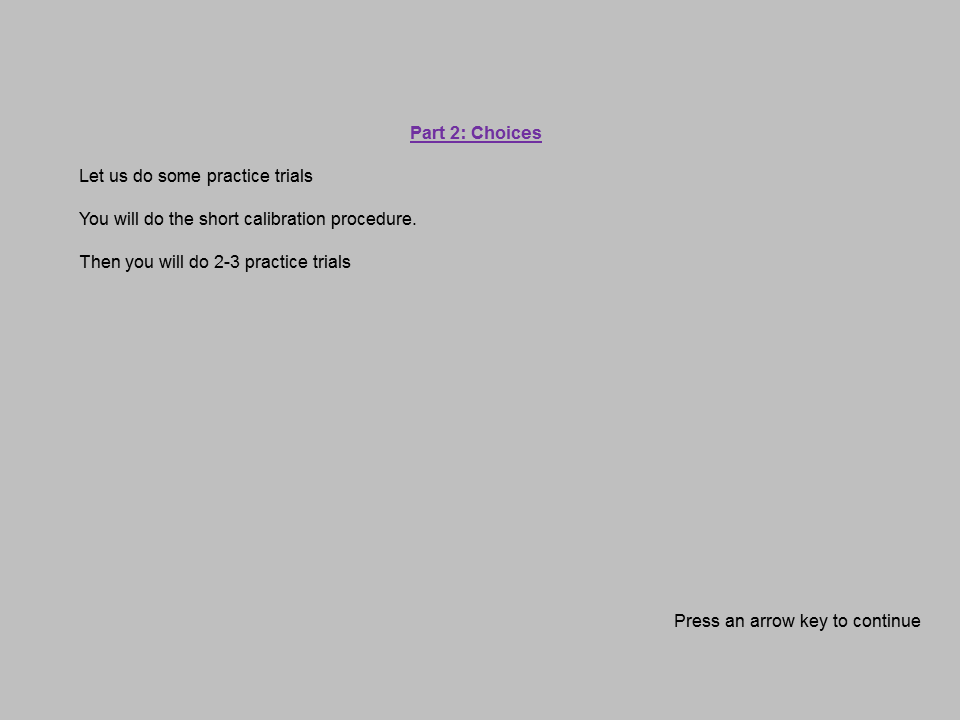 Part 2: Choices
Let us do some practice trials
You will do the short calibration procedure.
Then you will do 2-3 practice trials
Press an arrow key to continue